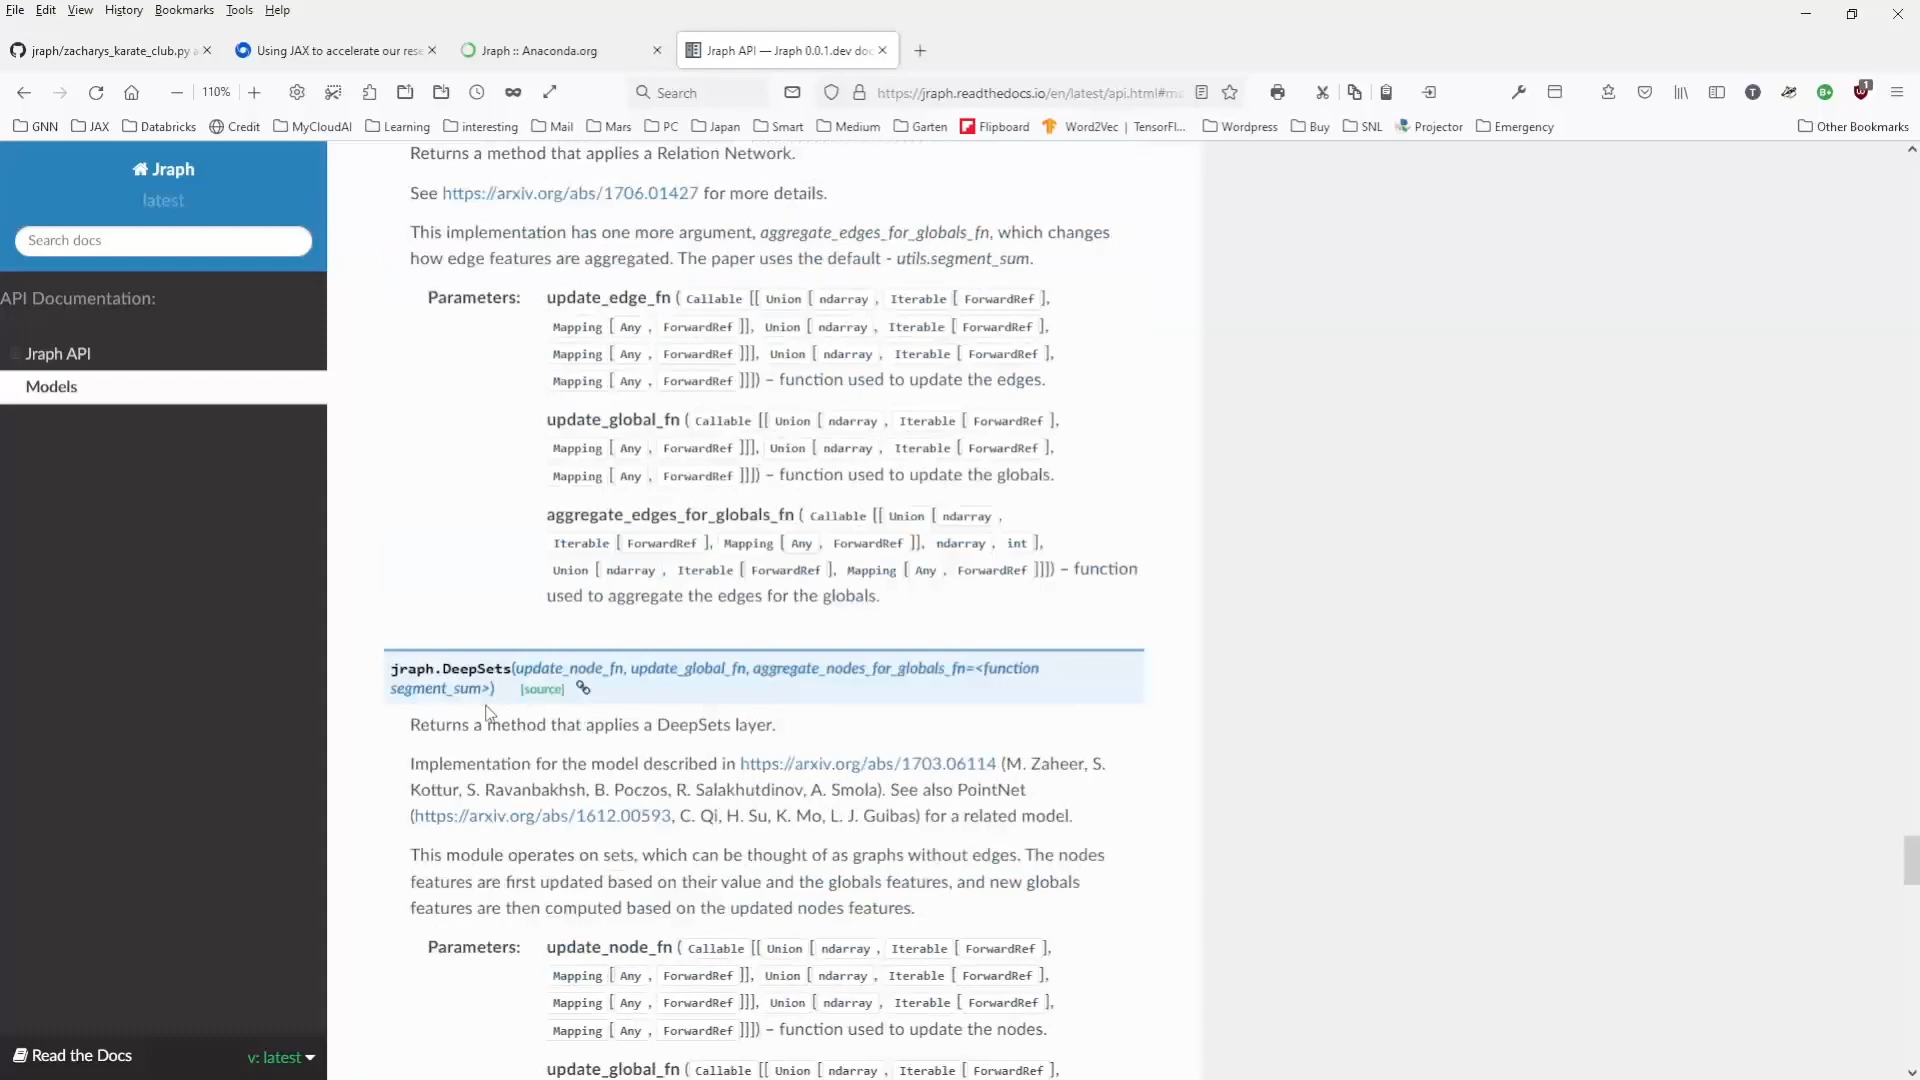 File Edit View History Bookmarks Tools Help
jraph/zacharys_karate_club.py a
Using JAX to accelerate our rese
Jraph :: Anaconda.org
Jraph API — Jraph 0.0.1.dev doc
110%
Search
https://jraph.readthedocs.io/en/latest/api.html#m
1
GNN JAX Databricks Credit MyCloudAI Learning interesting Mail Mars PC Japan Smart Medium Garten Flipboard Word2Vec | TensorFl... Wordpress Buy SNL Projector Emergency Other Bookmarks
Jraph
latest
Search docs
API Documentation:
Jraph API
Models
Read the Docs
v: latest
Returns a method that applies a Relation Network.
See https://arxiv.org/abs/1706.01427 for more details.
This implementation has one more argument, aggregate_edges_for_globals_fn, which changes
how edge features are aggregated. The paper uses the default - utils.segment_sum.
Parameters: update_edge_fn ( Callable [[ Union [ ndarray , Iterable [ ForwardRef ],
Mapping [ Any , ForwardRef ]], Union [ ndarray , Iterable [ ForwardRef ],
Mapping [ Any , ForwardRef ]]], Union [ ndarray , Iterable [ ForwardRef ],
Mapping [ Any , ForwardRef ]]]) – function used to update the edges.
update_global_fn ( Callable [[ Union [ ndarray , Iterable [ ForwardRef ],
Mapping [ Any , ForwardRef ]]], Union [ ndarray , Iterable [ ForwardRef ],
Mapping [ Any , ForwardRef ]]]) – function used to update the globals.
aggregate_edges_for_globals_fn ( Callable [[ Union [ ndarray ,
Iterable [ ForwardRef ], Mapping [ Any , ForwardRef ]], ndarray , int ],
Union [ ndarray , Iterable [ ForwardRef ], Mapping [ Any , ForwardRef ]]]) – function
used to aggregate the edges for the globals.
jraph.DeepSets(update_node_fn, update_global_fn, aggregate_nodes_for_globals_fn=<function
segment_sum>) [source]
Returns a method that applies a DeepSets layer.
Implementation for the model described in https://arxiv.org/abs/1703.06114 (M. Zaheer, S.
Kottur, S. Ravanbakhsh, B. Poczos, R. Salakhutdinov, A. Smola). See also PointNet
(https://arxiv.org/abs/1612.00593, C. Qi, H. Su, K. Mo, L. J. Guibas) for a related model.
This module operates on sets, which can be thought of as graphs without edges. The nodes
features are first updated based on their value and the globals features, and new globals
features are then computed based on the updated nodes features.
Parameters: update_node_fn ( Callable [[ Union [ ndarray , Iterable [ ForwardRef ],
Mapping [ Any , ForwardRef ]], Union [ ndarray , Iterable [ ForwardRef ],
Mapping [ Any , ForwardRef ]]], Union [ ndarray , Iterable [ ForwardRef ],
Mapping [ Any , ForwardRef ]]]) – function used to update the nodes.
update_global_fn ( Callable [[ Union [ ndarray , Iterable [ ForwardRef ],